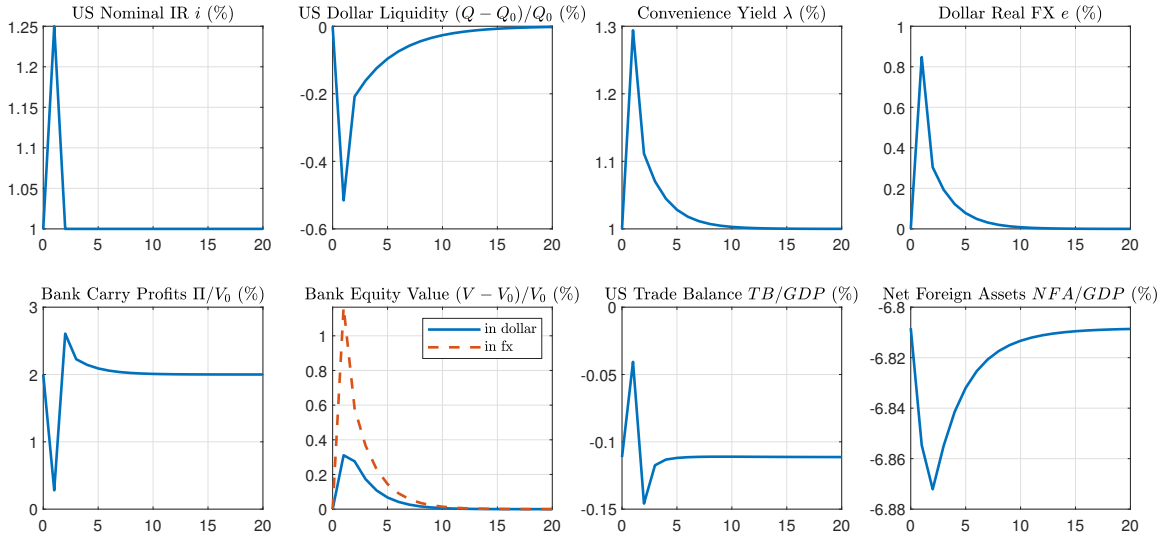 US Nominal IR i (%)
1.25
1.2
1.15
1.1
1.05
1
0 5 10 15 20
US Dollar Liquidity (Q − Q0)/Q0 (%)
0
-0.2
-0.4
-0.6
0 5 10 15 20
Convenience Yield λ (%)
1.3
1.2
1.1
1
0 5 10 15 20
Dollar Real FX e (%)
1
0.8
0.6
0.4
0.2
0
0 5 10 15 20
Bank Carry Profits Π/V0 (%)
3
2
1
0
0 5 10 15 20
Bank Equity Value (V − V0)/V0 (%)
in dollar
in fx
1
0.8
0.6
0.4
0.2
0
0 5 10 15 20
US Trade Balance TB/GDP (%)
0
-0.05
-0.1
-0.15
0 5 10 15 20
Net Foreign Assets NFA/GDP (%)
-6.8
-6.82
-6.84
-6.86
-6.88
0 5 10 15 20